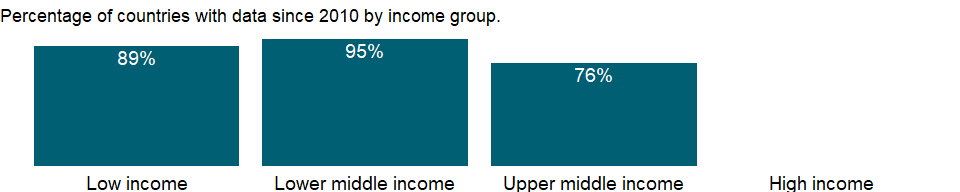 Percentage of countries with data since 2010 by income group.
89%
95%
76%
Low income
Lower middle income
Upper middle income
High income